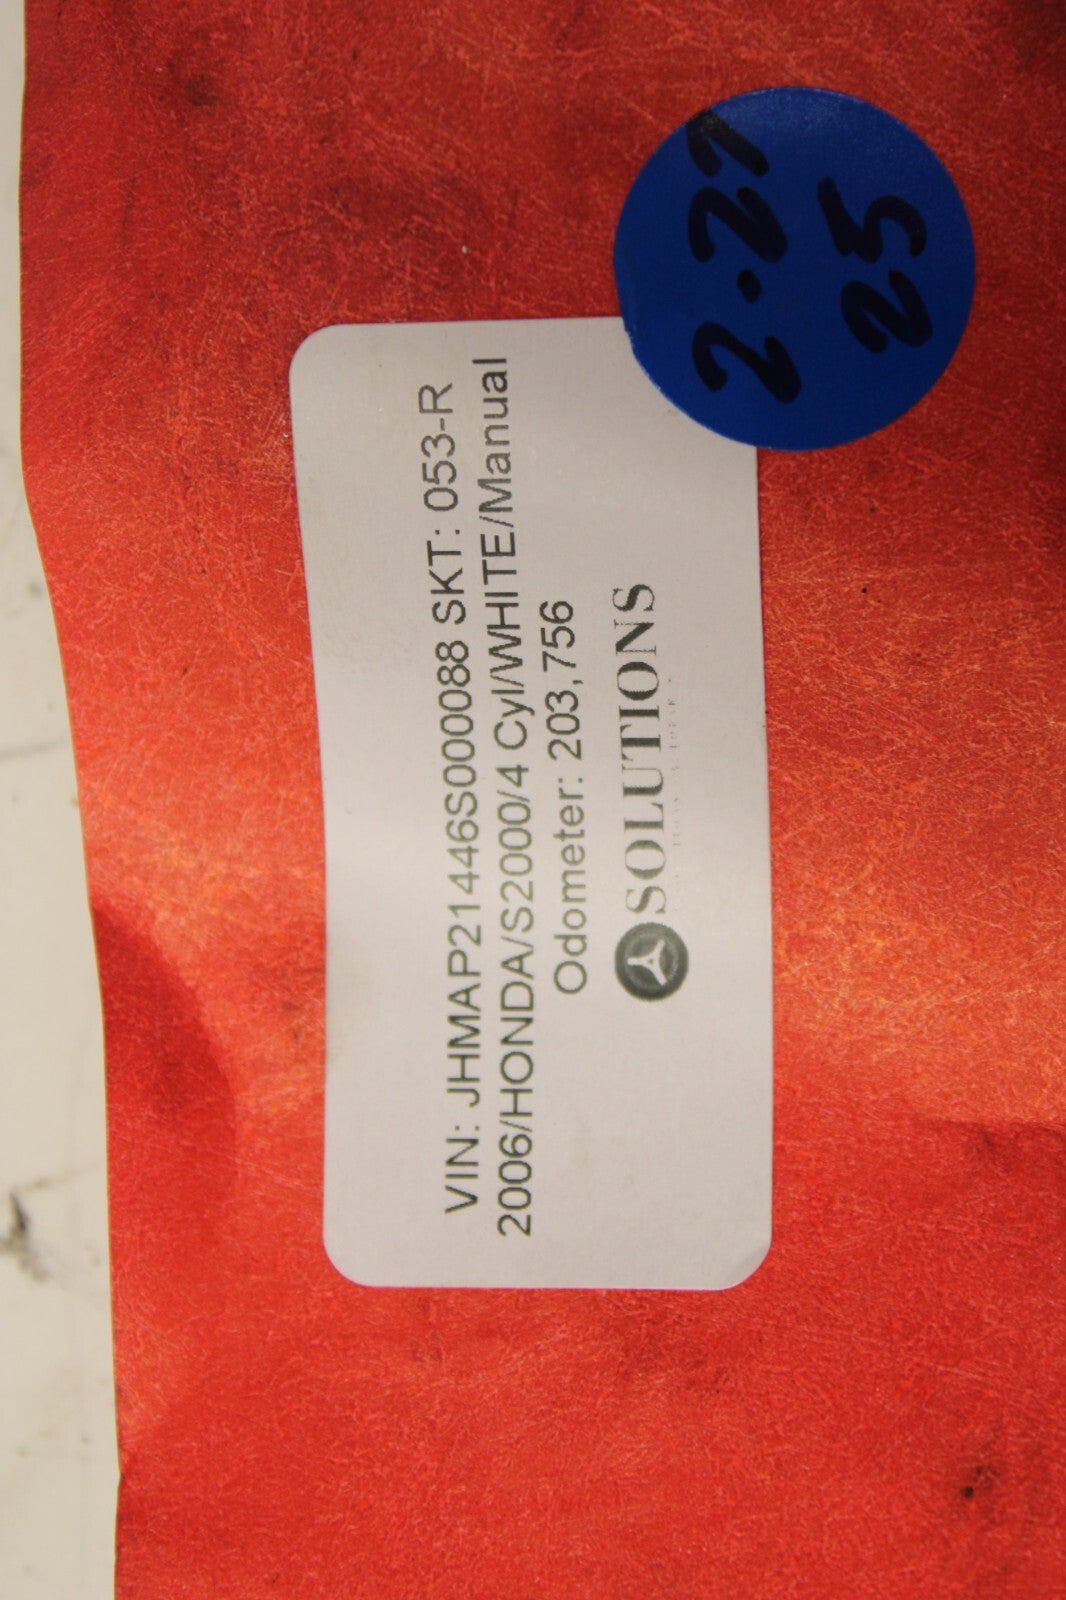 VIN: JHMAP21446S000088 SKT: 053-R
2006/HONDA/S2000/4 Cyl/WHITE/Manual
Odometer: 203,756
SOLUTIONS
2.27
25